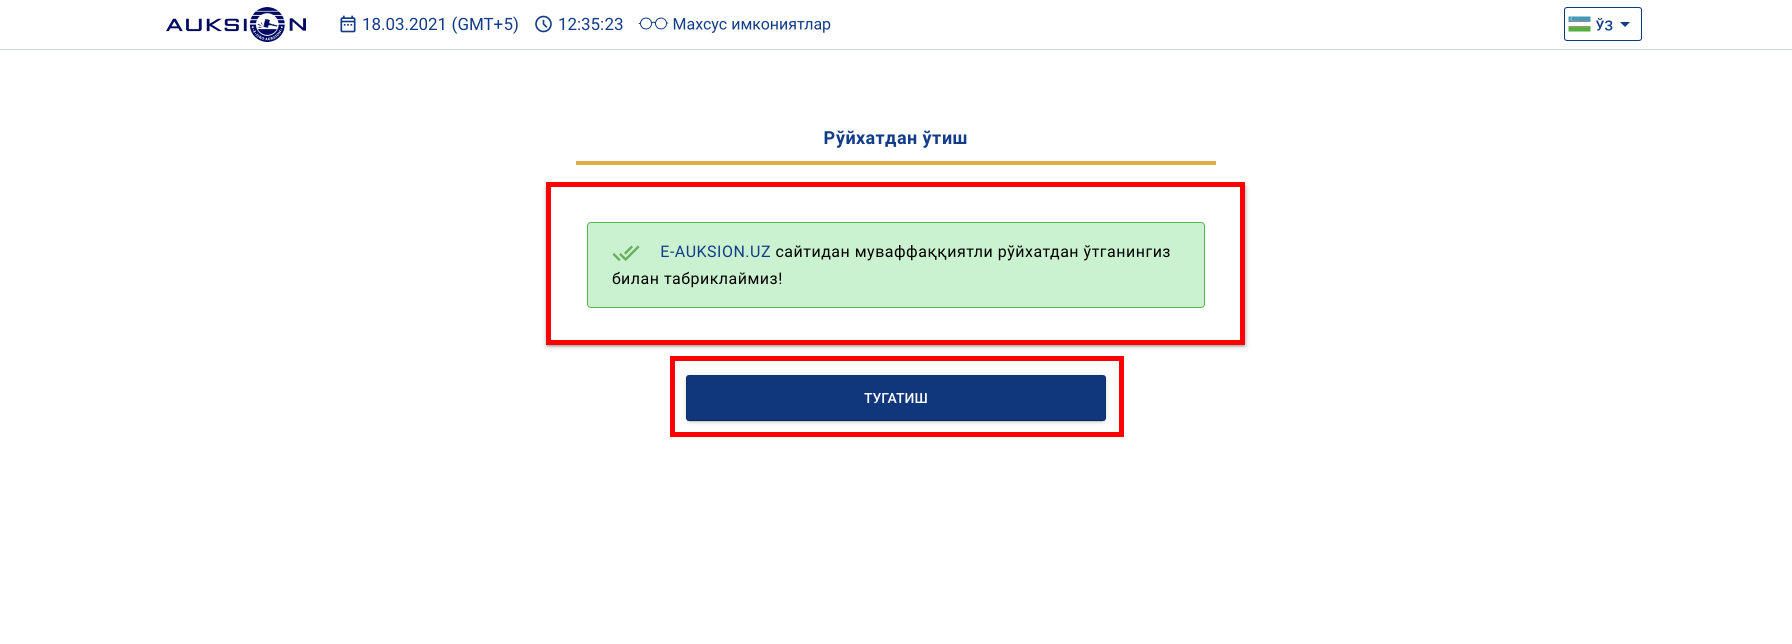 AUKSION 18.03.2021 (GMT+5) 12:35:23 Махсус имкониятлар ЎЗ
Рўйхатдан ўтиш
E-AUKSION.UZ сайтидан муваффаққиятли рўйхатдан ўтганингиз
билан табриклаймиз!
ТУГАТИШ